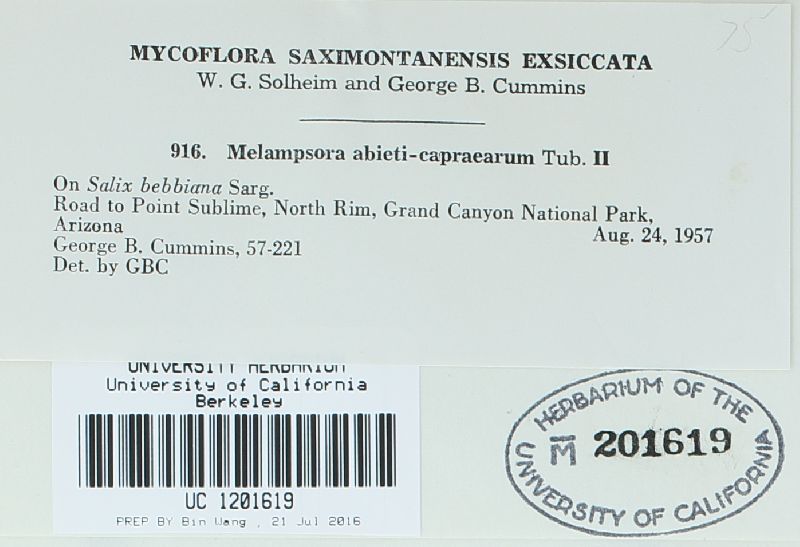 75
MYCOFLORA SAXIMONTANENSIS EXSICCATA
W. G. Solheim and George B. Cummins
916. Melampsora abieti-capraearum Tub. II
On Salix bebbiana Sarg.
Road to Point Sublime, North Rim, Grand Canyon National Park,
Arizona Aug. 24, 1957
George B. Cummins, 57-221
Det. by GBC
UNIVERSITY HERBARIUM
University of California
Berkeley
UC 1201619
PREP BY Bin Wang , 21 Jul 2016
HERBARIUM OF THE
M 201619
UNIVERSITY OF CALIFORNIA